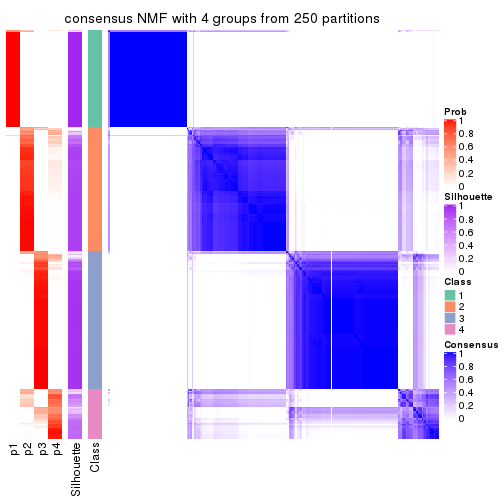 consensus NMF with 4 groups from 250 partitions
Prob
1
0.8
0.6
0.4
0.2
0
Silhouette
1
0.8
0.6
0.4
0.2
0
Class
1
2
3
4
Consensus
1
0.8
0.6
0.4
0.2
0
p1
p2
p3
p4
Silhouette
Class